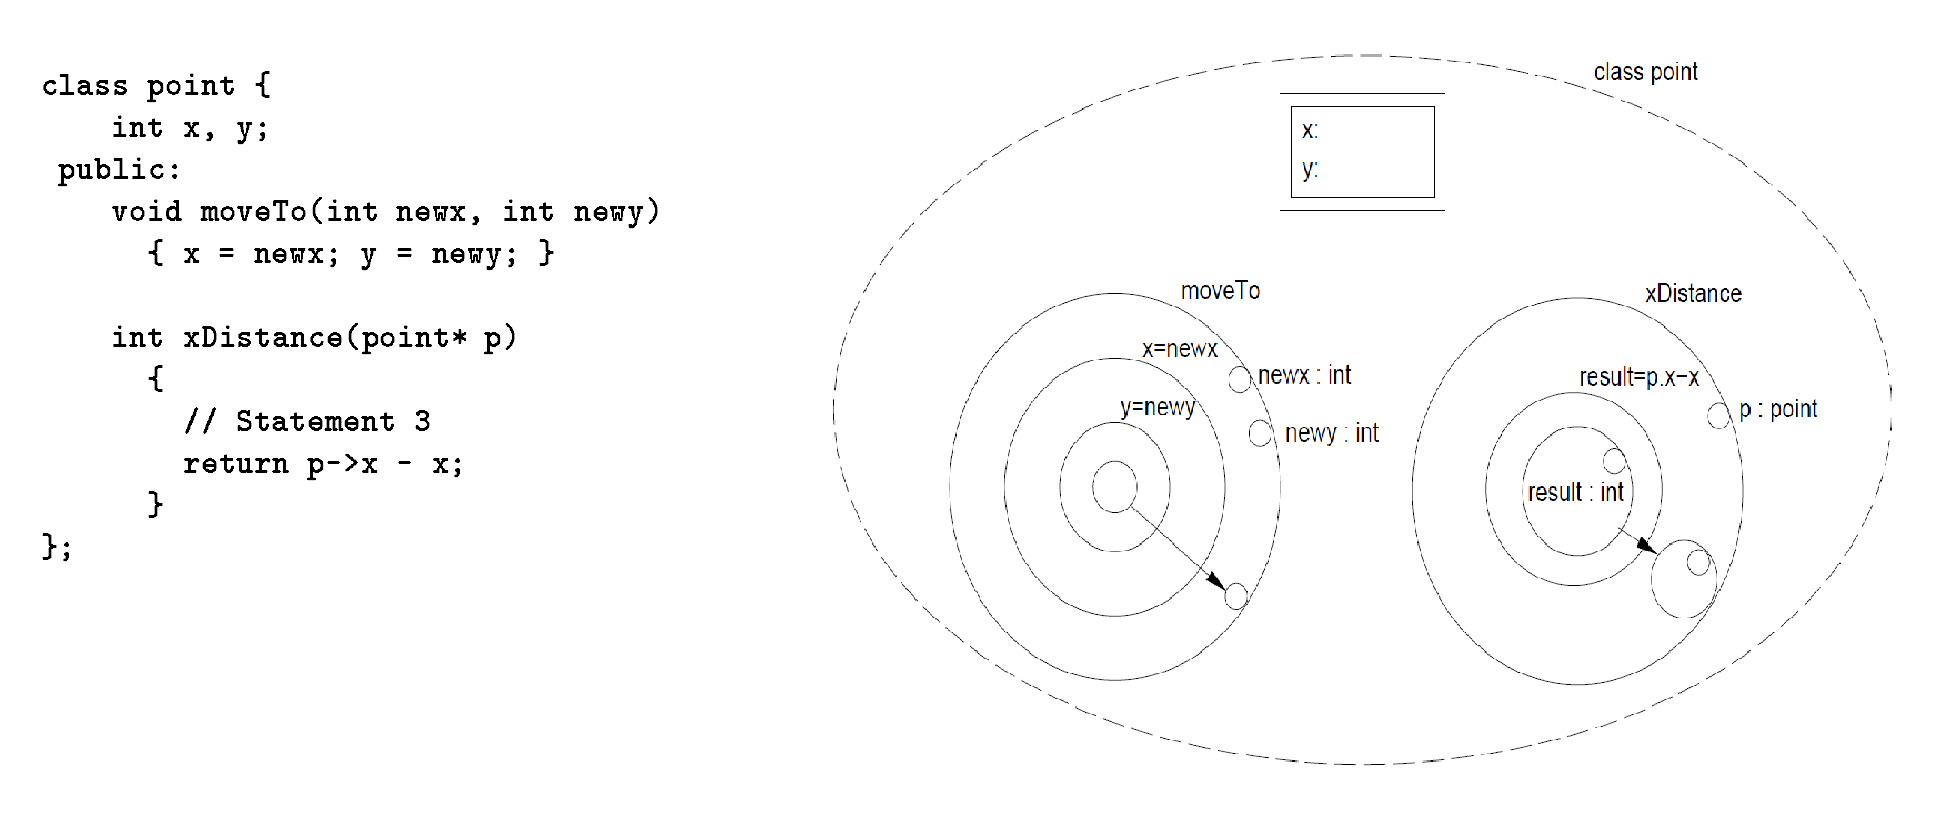 class point {
    int x, y;
 public:
    void moveTo(int newx, int newy)
      { x = newx; y = newy; }
    int xDistance(point* p)
      {
        // Statement 3
        return p->x - x;
      }
};
class point
x:
y:
moveTo
x=newx
newx : int
y=newy
newy : int
xDistance
result=p.x−x
p : point
result : int